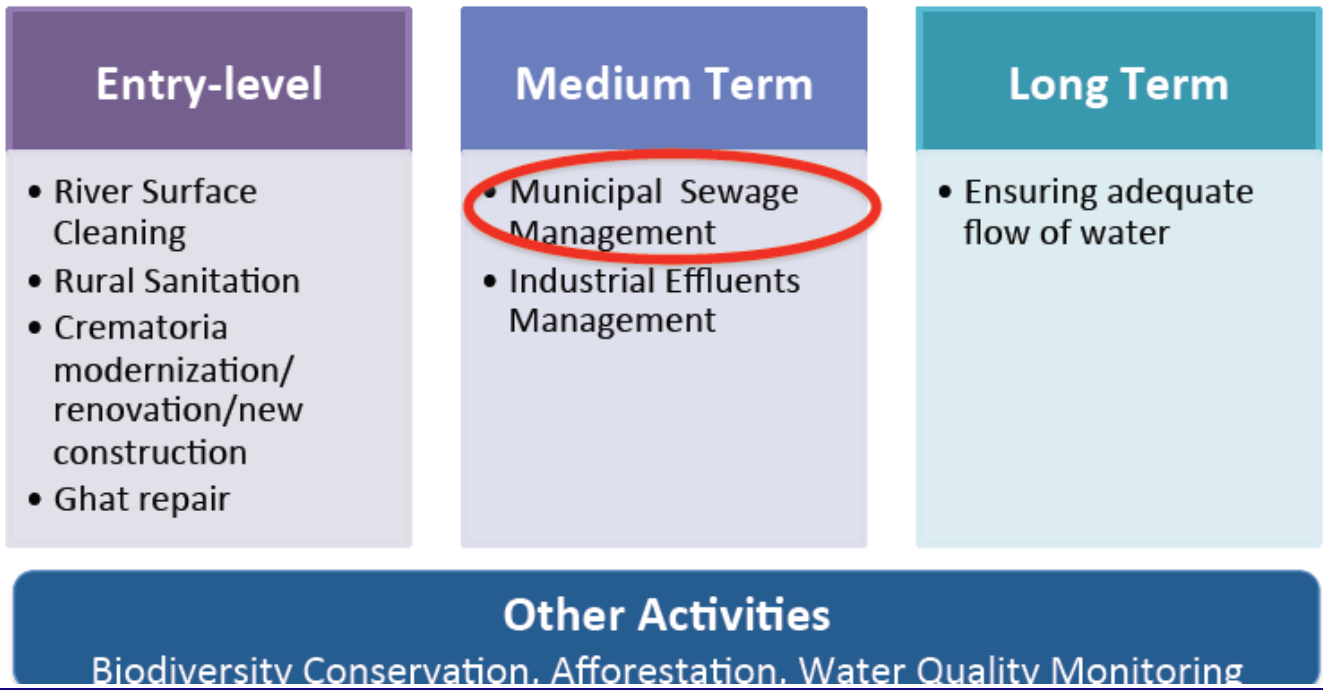 Entry-level
• River Surface
Cleaning
• Rural Sanitation
• Crematoria
modernization/
renovation/new
construction
• Ghat repair
Medium Term
• Municipal Sewage
Management
• Industrial Effluents
Management
Long Term
• Ensuring adequate
flow of water
Other Activities
Biodiversity Conservation, Afforestation, Water Quality Monitoring